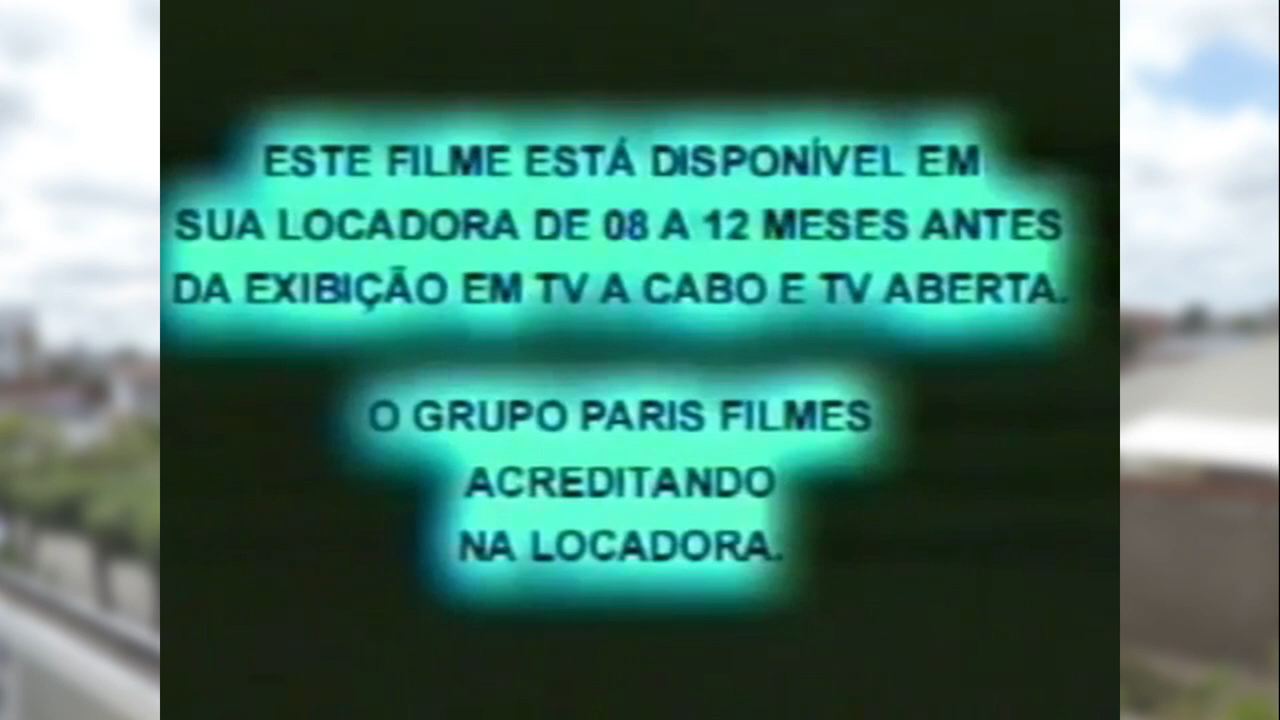 ESTE FILME ESTÁ DISPONÍVEL EM
SUA LOCADORA DE 08 A 12 MESES ANTES
DA EXIBIÇÃO EM TV A CABO E TV ABERTA.
O GRUPO PARIS FILMES
ACREDITANDO
NA LOCADORA.